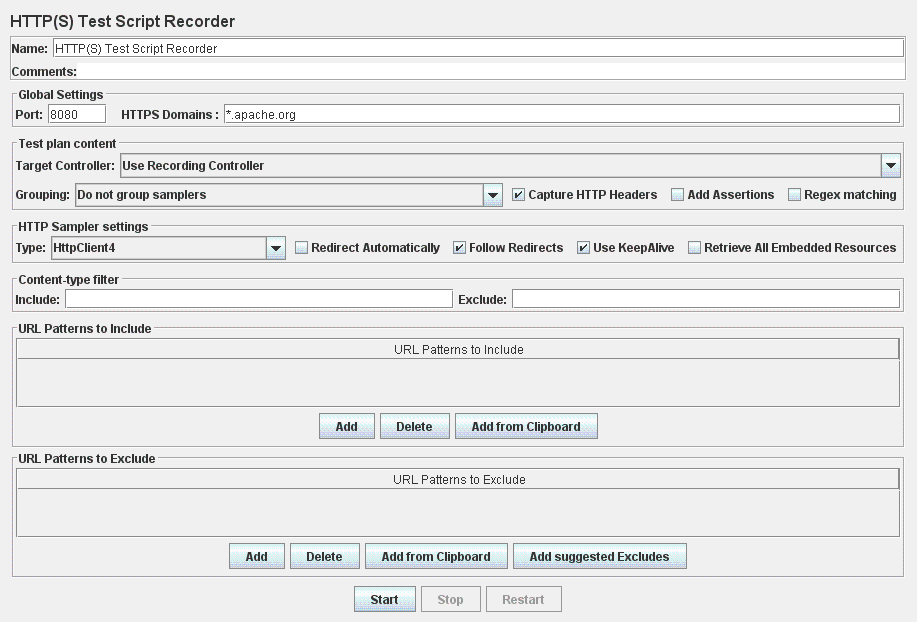 HTTP(S) Test Script Recorder
Name: HTTP(S) Test Script Recorder
Comments:
Global Settings
Port: 8080 HTTPS Domains : *.apache.org
Test plan content
Target Controller: Use Recording Controller
Grouping: Do not group samplers Capture HTTP Headers Add Assertions Regex matching
HTTP Sampler settings
Type: HttpClient4 Redirect Automatically Follow Redirects Use KeepAlive Retrieve All Embedded Resources
Content-type filter
Include: Exclude:
URL Patterns to Include
URL Patterns to Include
Add Delete Add from Clipboard
URL Patterns to Exclude
URL Patterns to Exclude
Add Delete Add from Clipboard Add suggested Excludes
Start Stop Restart